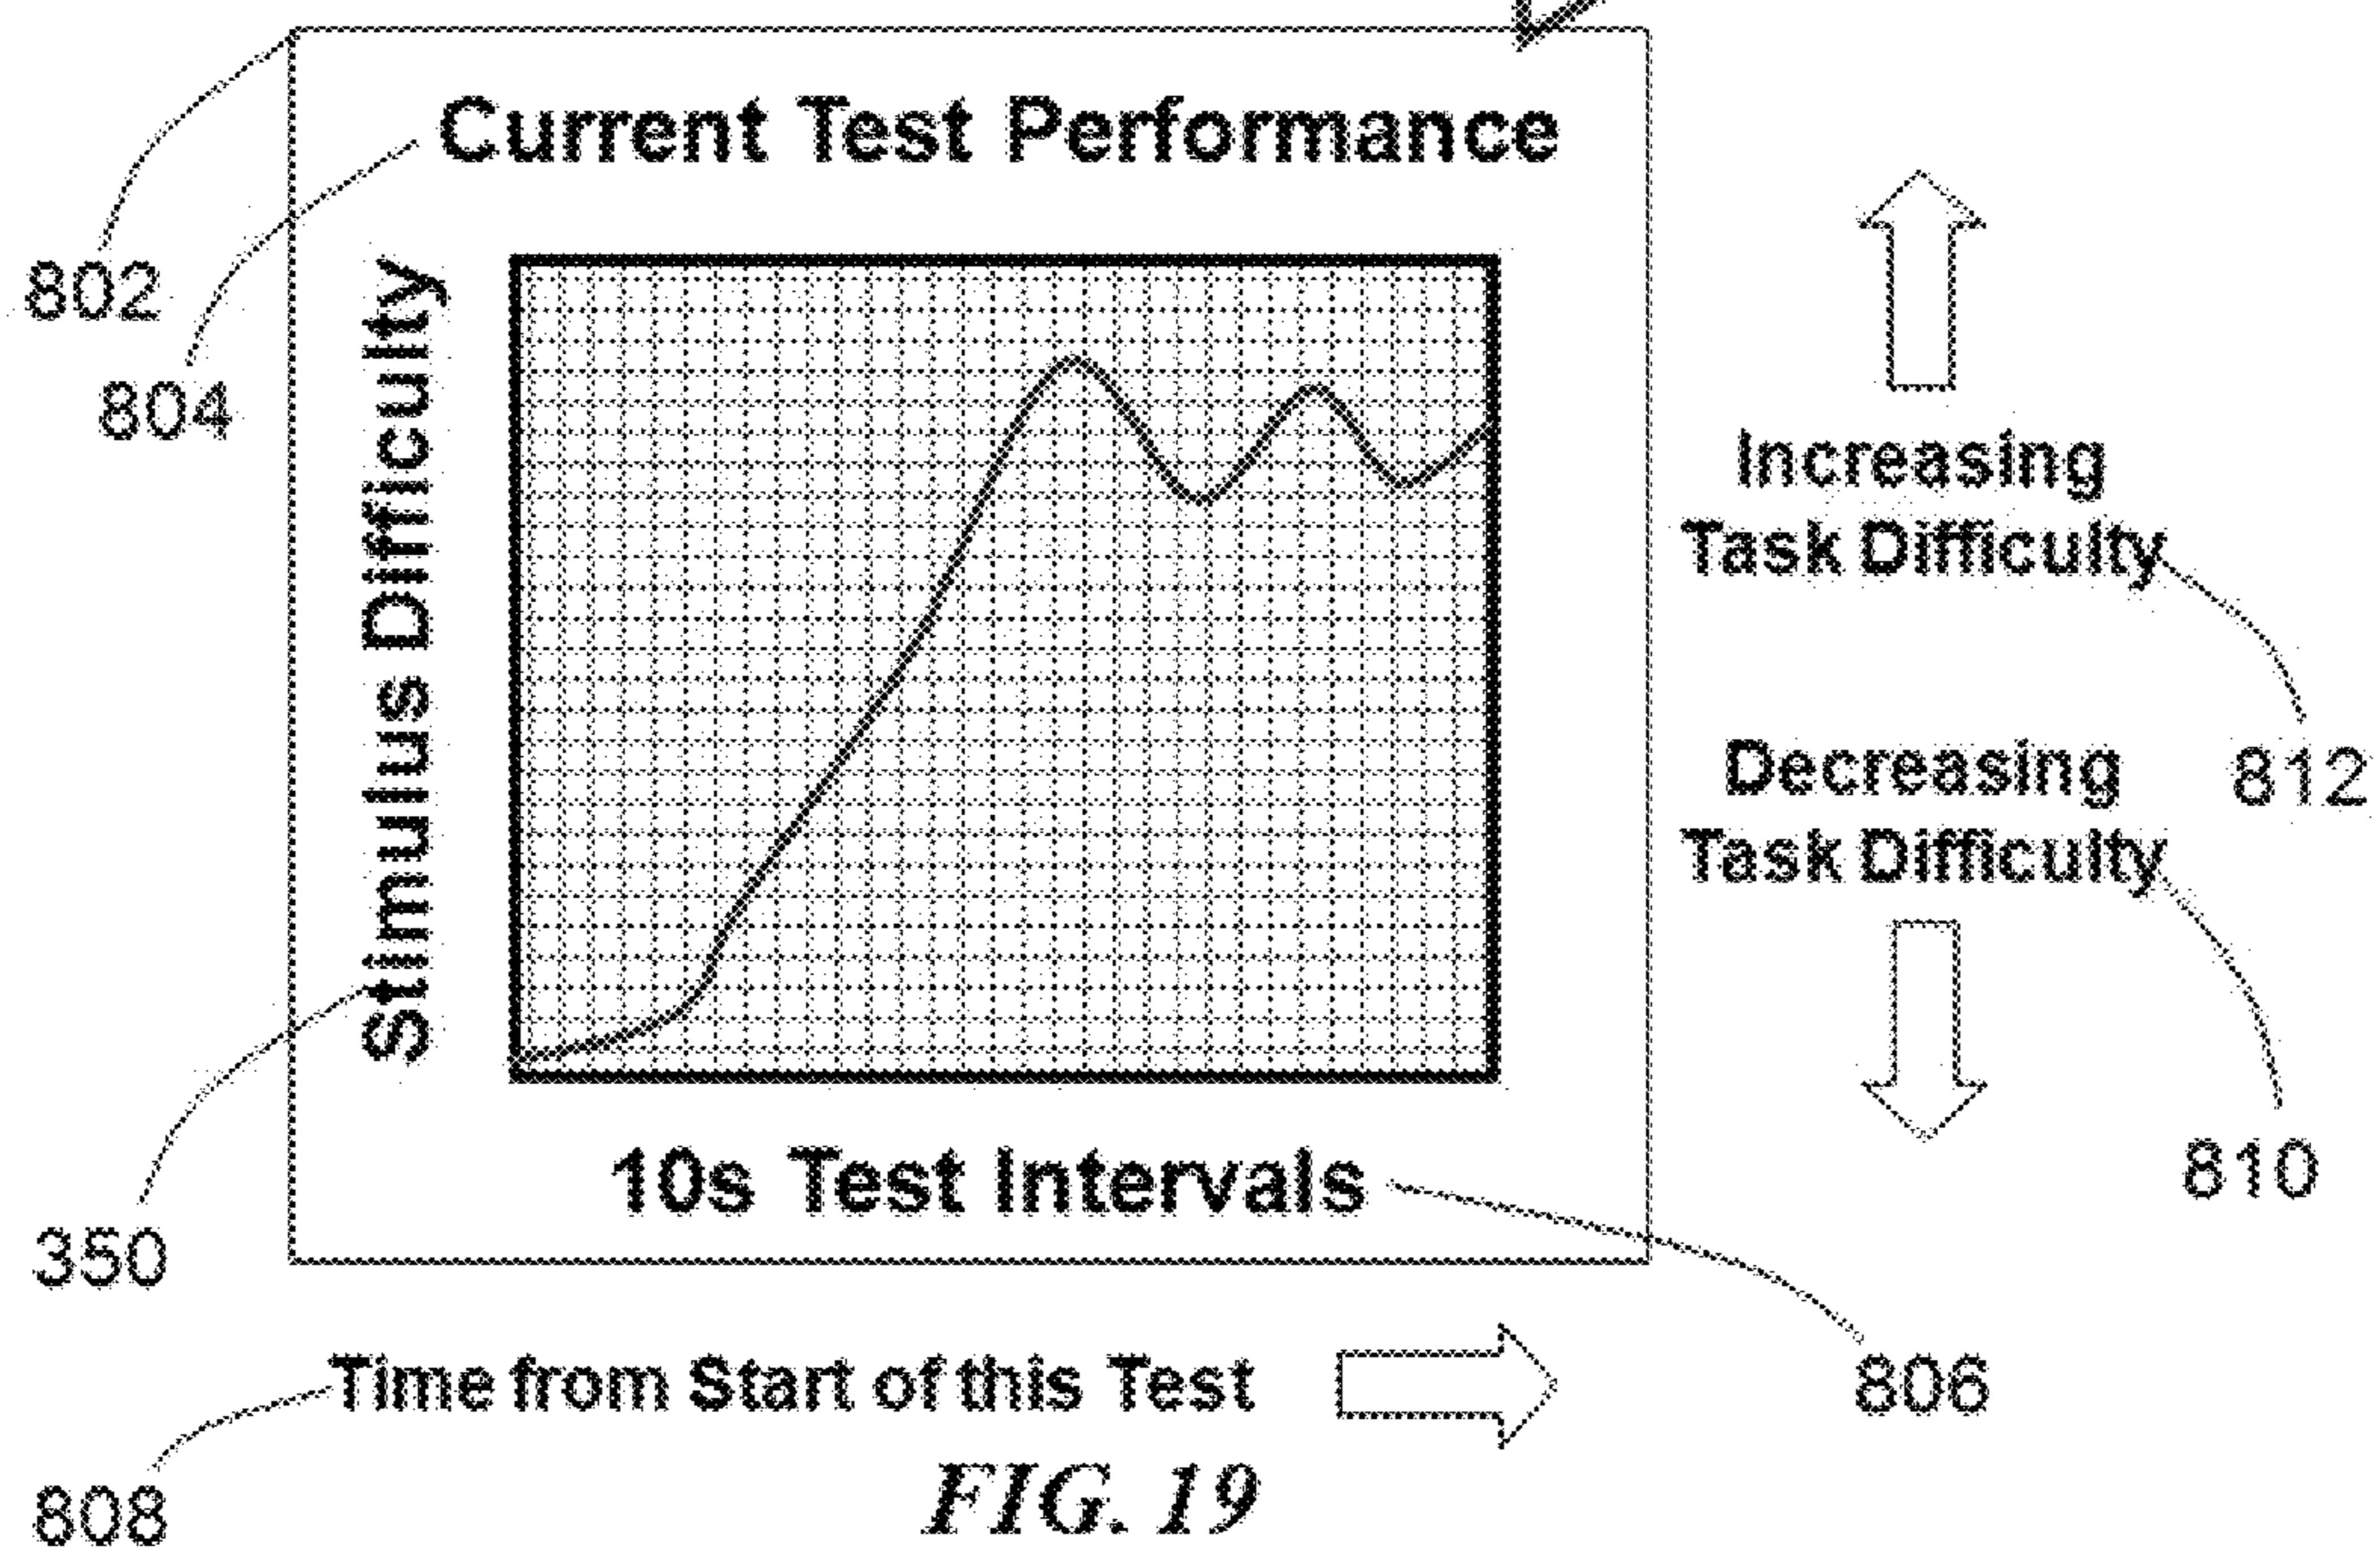 Current Test Performance
802
804
Stimulus Difficulty
Increasing
Task Difficulty
812
Decreasing
Task Difficulty
810
350
10s Test Intervals
806
Time from Start of this Test
808
FIG. 19